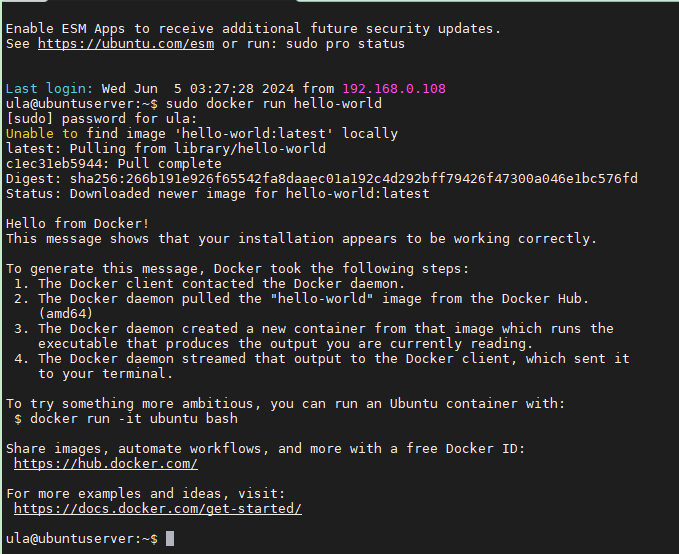 Enable ESM Apps to receive additional future security updates.
See https://ubuntu.com/esm or run: sudo pro status
Last login: Wed Jun  5 03:27:28 2024 from 192.168.0.108
ula@ubuntuserver:~$ sudo docker run hello-world
[sudo] password for ula:
Unable to find image 'hello-world:latest' locally
latest: Pulling from library/hello-world
c1ec31eb5944: Pull complete
Digest: sha256:266b191e926f65542fa8daaec01a192c4d292bff79426f47300a046e1bc576fd
Status: Downloaded newer image for hello-world:latest
Hello from Docker!
This message shows that your installation appears to be working correctly.
To generate this message, Docker took the following steps:
 1. The Docker client contacted the Docker daemon.
 2. The Docker daemon pulled the "hello-world" image from the Docker Hub.
    (amd64)
 3. The Docker daemon created a new container from that image which runs the
    executable that produces the output you are currently reading.
 4. The Docker daemon streamed that output to the Docker client, which sent it
    to your terminal.
To try something more ambitious, you can run an Ubuntu container with:
 $ docker run -it ubuntu bash
Share images, automate workflows, and more with a free Docker ID:
 https://hub.docker.com/
For more examples and ideas, visit:
 https://docs.docker.com/get-started/
ula@ubuntuserver:~$